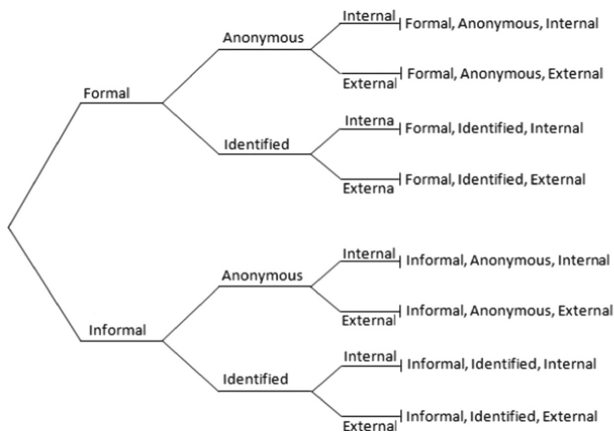 Internal
Formal, Anonymous, Internal
Anonymous
External
Formal, Anonymous, External
Formal
Interna
Formal, Identified, Internal
Identified
Externa
Formal, Identified, External
Internal
Informal, Anonymous, Internal
Anonymous
External
Informal, Anonymous, External
Informal
Internal
Informal, Identified, Internal
Identified
External
Informal, Identified, External